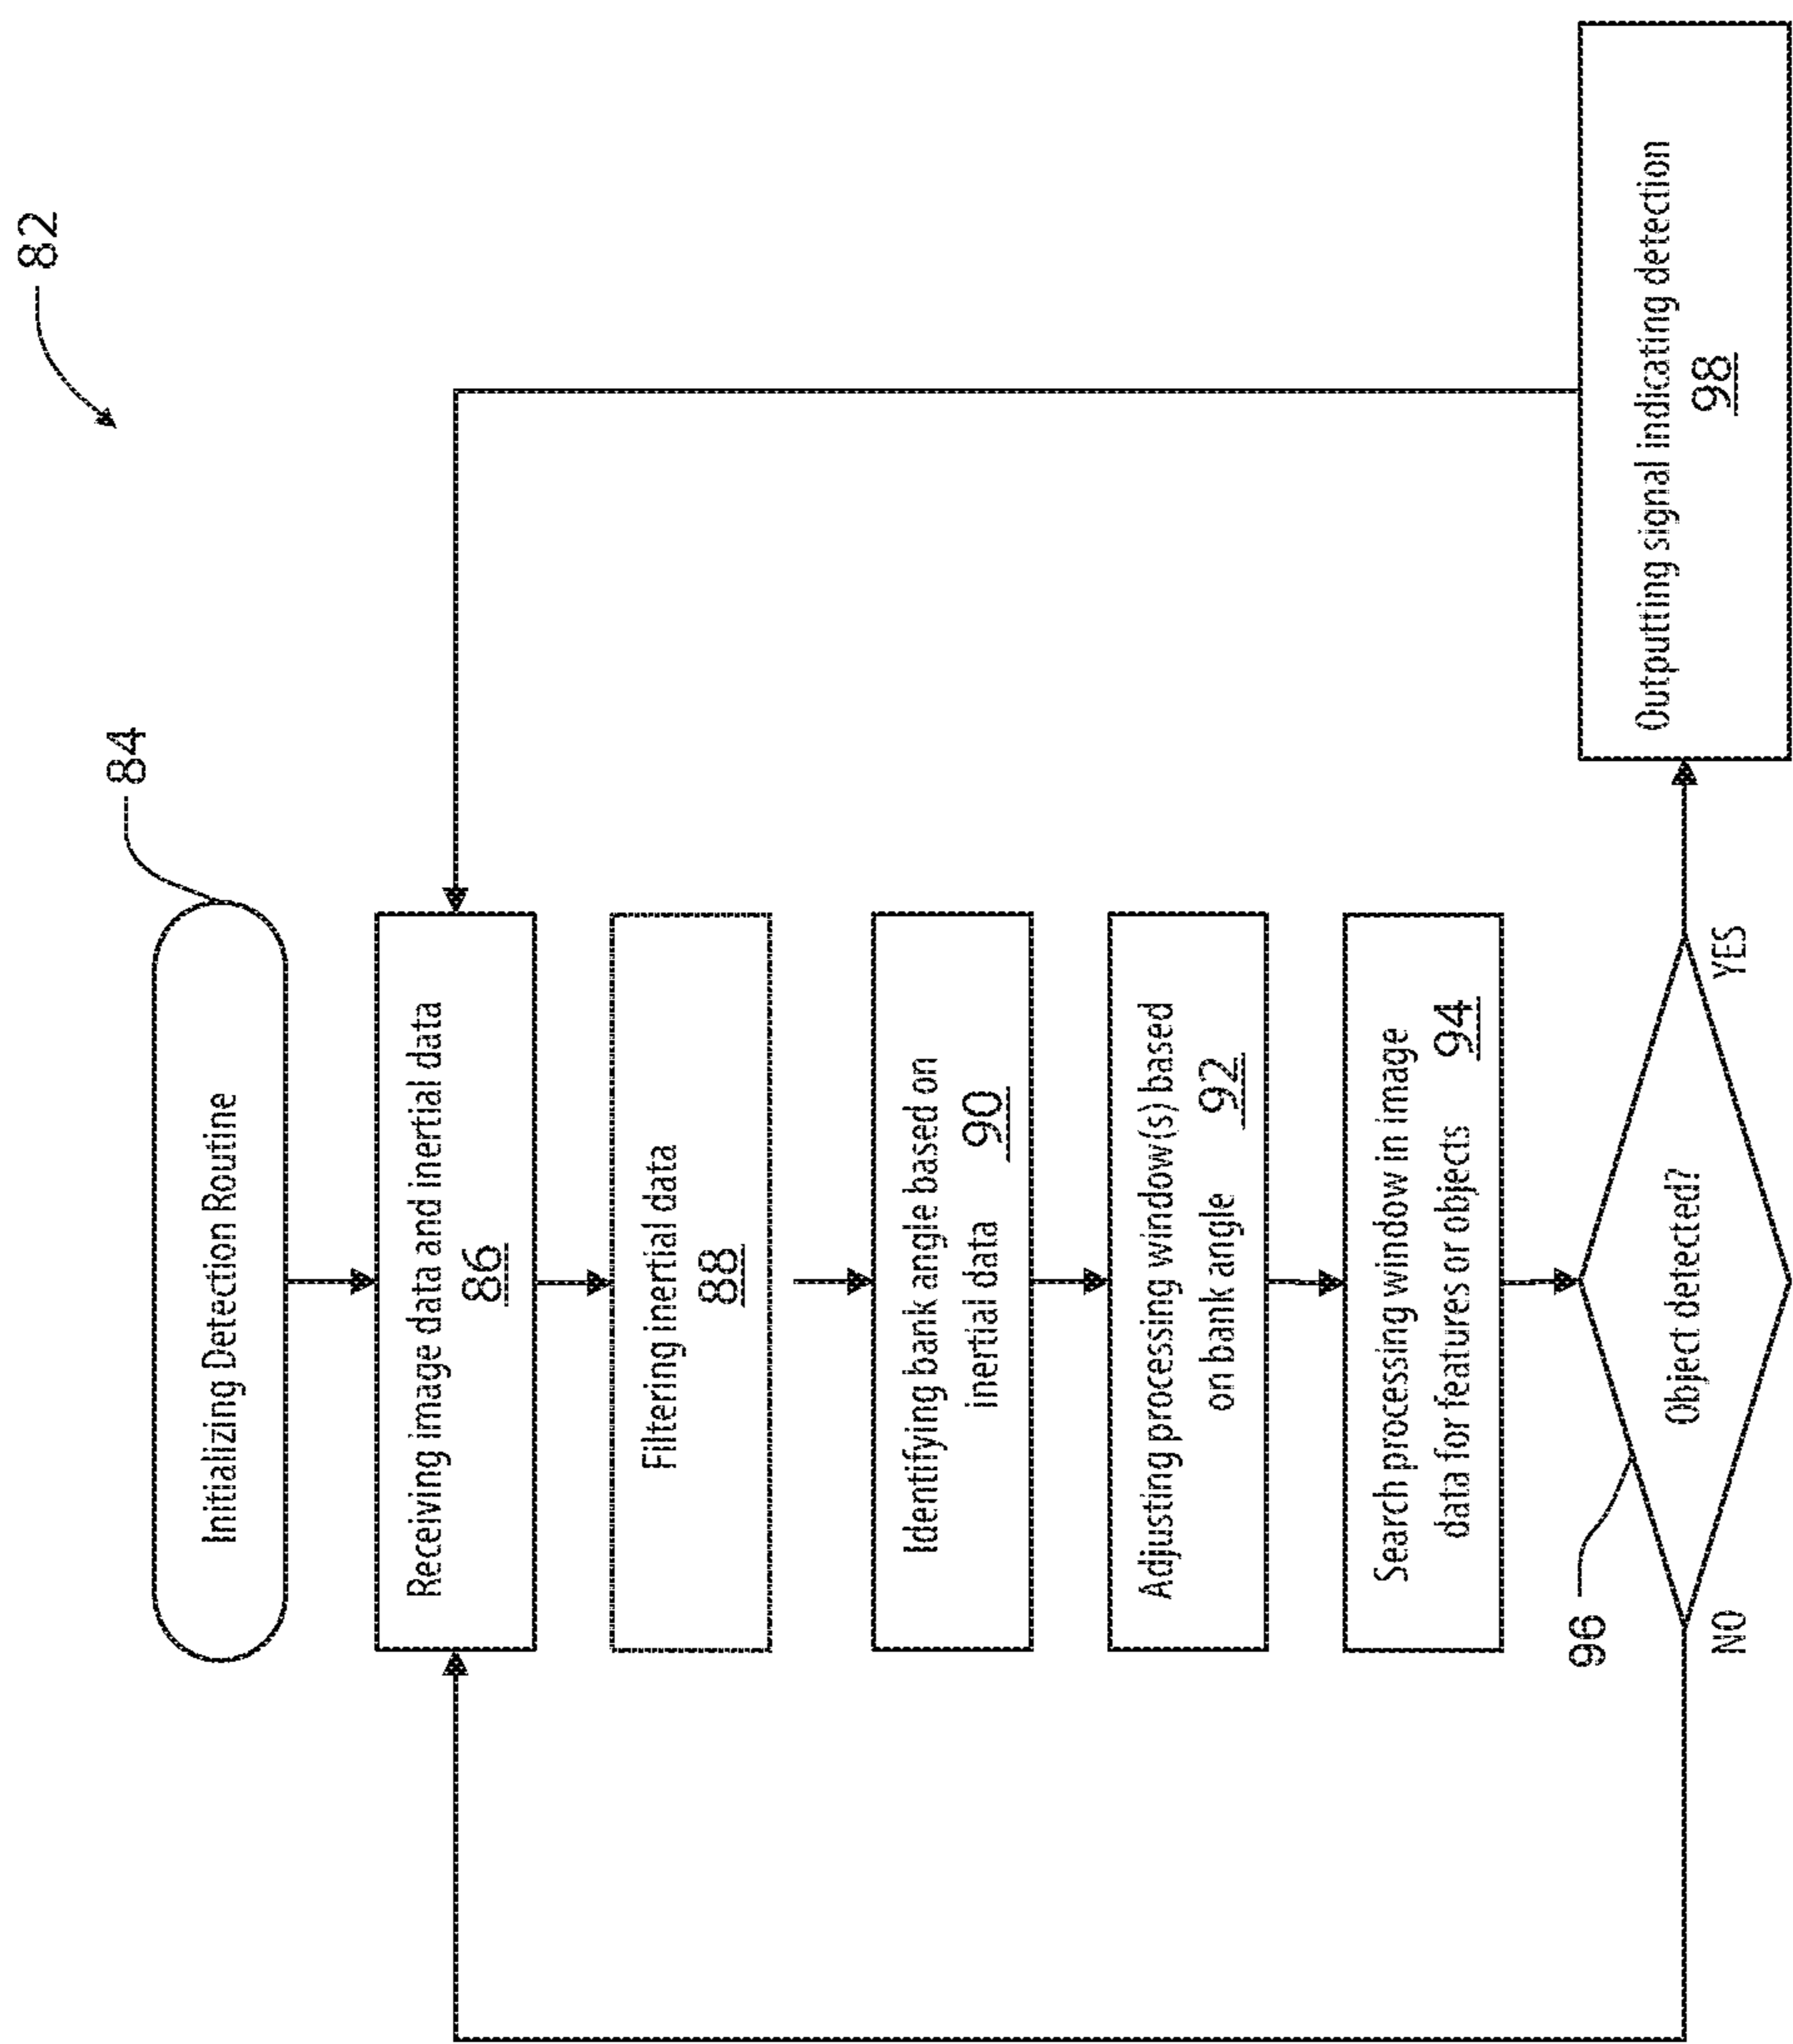 82
84
Initializing Detection Routine
Receiving image data and inertial data
86
Filtering inertial data
88
Identifying bank angle based on
inertial data 90
Adjusting processing window(s) based
on bank angle 92
Search processing window in image
data for features or objects 94
96
Object detected?
NO
YES
Outputting signal indicating detection
98